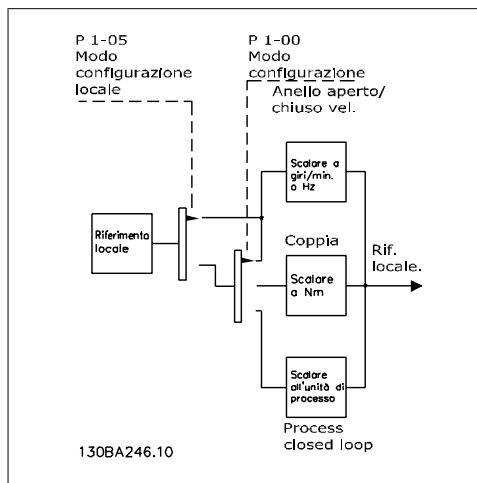 P 1-05
Modo
configurazione
locale
P 1-00
Modo
configurazione
Anello aperto/
chiuso vel.
Scalare a
giri/min.
o Hz
Riferimento
locale
Coppia
Scalare
a Nm
Rif.
locale.
Scalare
all'unità di
processo
Process
closed loop
130BA246.10